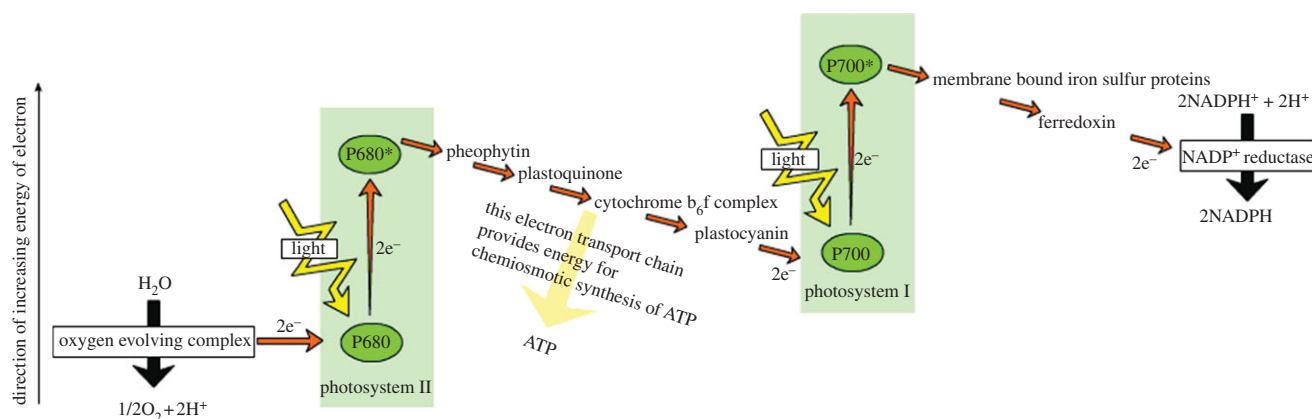 direction of increasing energy of electron
H₂O
oxygen evolving complex
1/2O₂ + 2H⁺
2e⁻
light
P680*
2e⁻
P680
photosystem II
pheophytin
plastoquinone
cytochrome b₆f complex
plastocyanin
this electron transport chain
provides energy for
chemiosmotic synthesis of ATP
ATP
2e⁻
light
P700*
2e⁻
P700
photosystem I
membrane bound iron sulfur proteins
ferredoxin
2e⁻
2NADPH⁺ + 2H⁺
NADP⁺ reductase
2NADPH